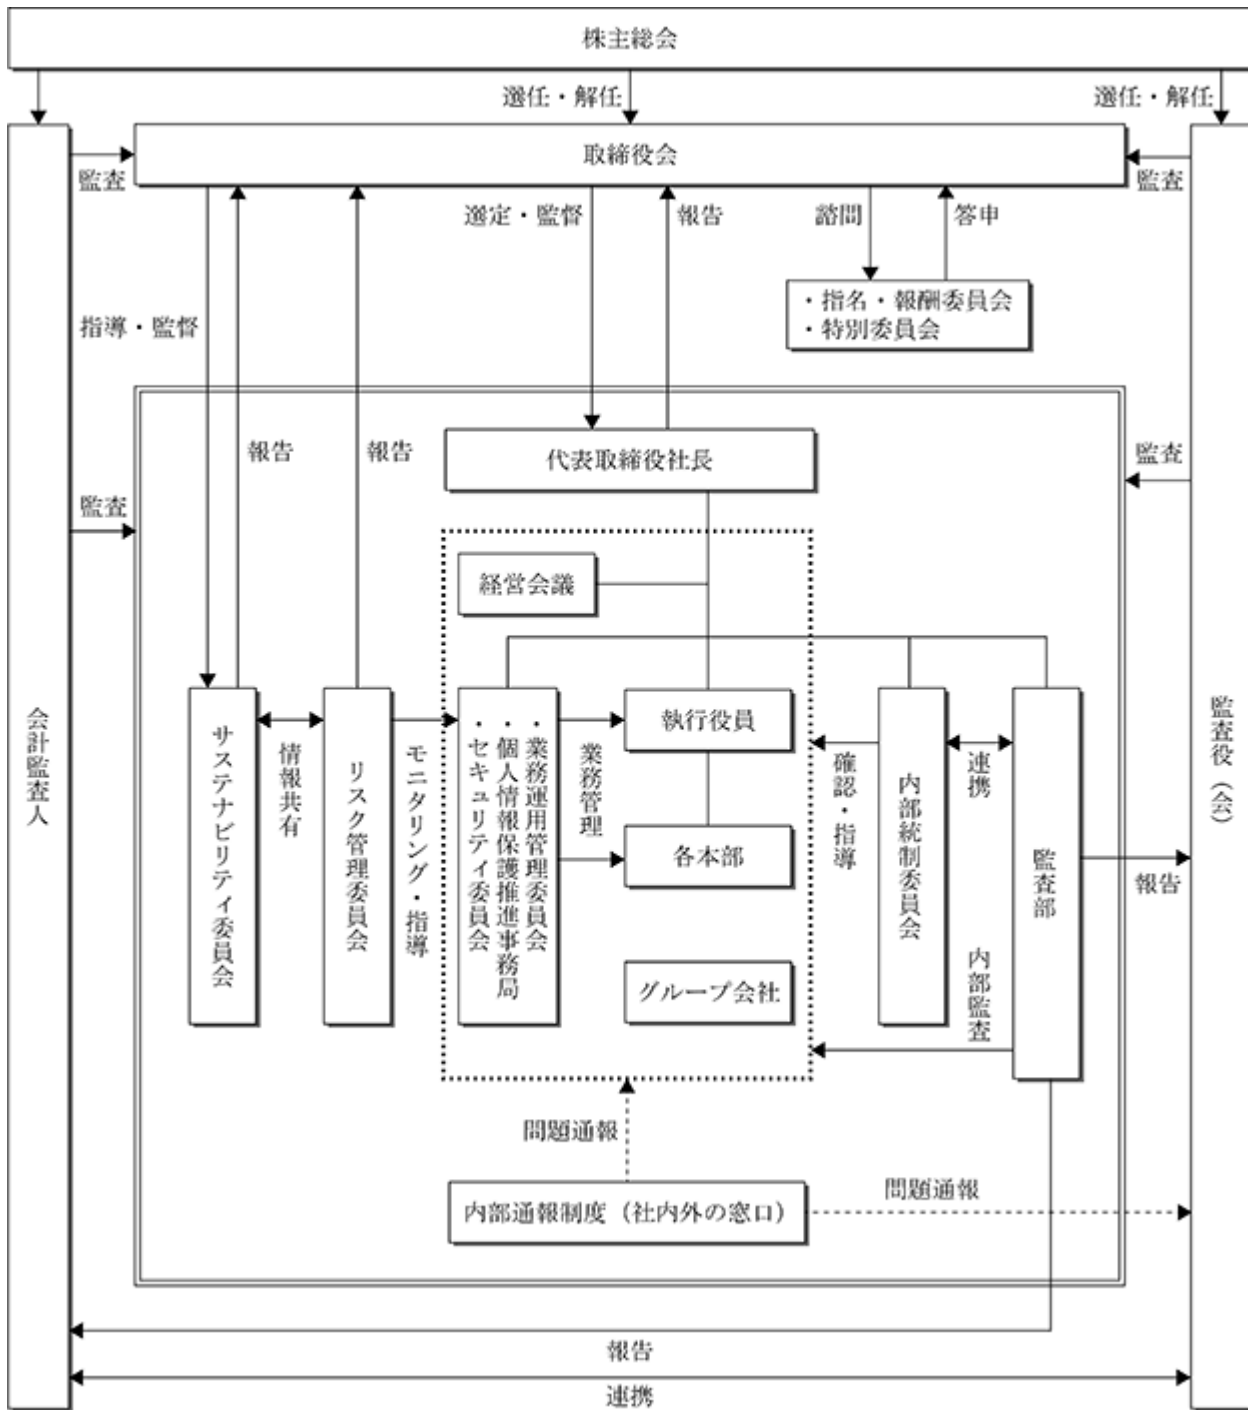 株主総会
選任・解任
選任・解任
取締役会
監査
監査
選定・監督
報告
諮問
答申
・指名・報酬委員会
・特別委員会
指導・監督
報告
報告
代表取締役社長
監査
監査
経営会議
会計監査人
サステナビリティ委員会
情報共有
リスク管理委員会
モニタリング・指導
・業務運用管理委員会
・個人情報保護推進事務局
・セキュリティ委員会
業務管理
執行役員
各本部
グループ会社
確認・指導
内部統制委員会
連携
監査部
内部監査
報告
監査役（会）
問題通報
内部通報制度（社内外の窓口）
問題通報
報告
連携